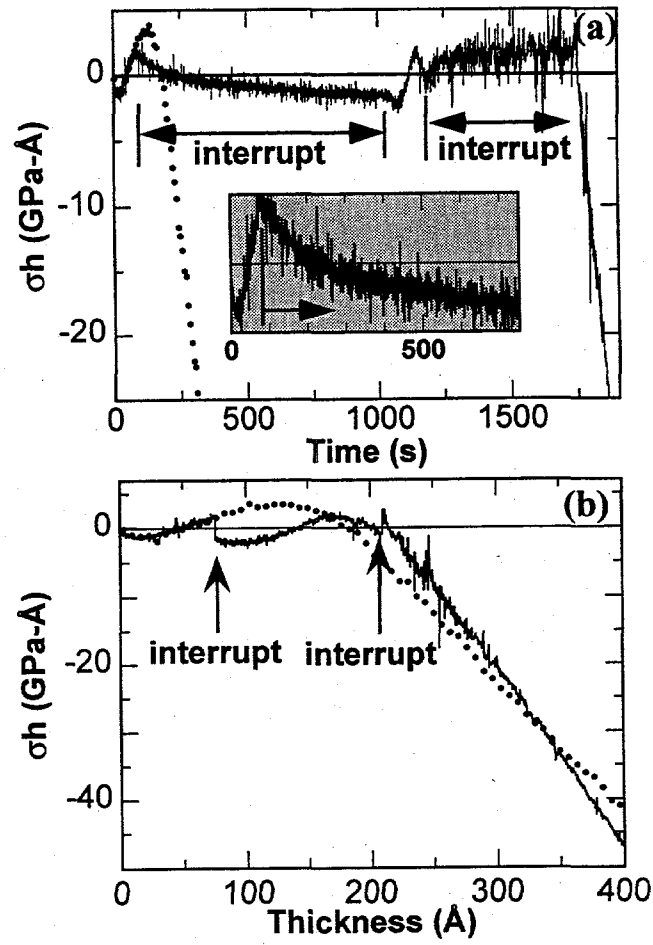 (a)
0
-10
-20
σh (GPa-Å)
interrupt
interrupt
0
500
0
500
1000
1500
Time (s)
(b)
0
-20
-40
σh (GPa-Å)
interrupt
interrupt
0
100
200
300
400
Thickness (Å)